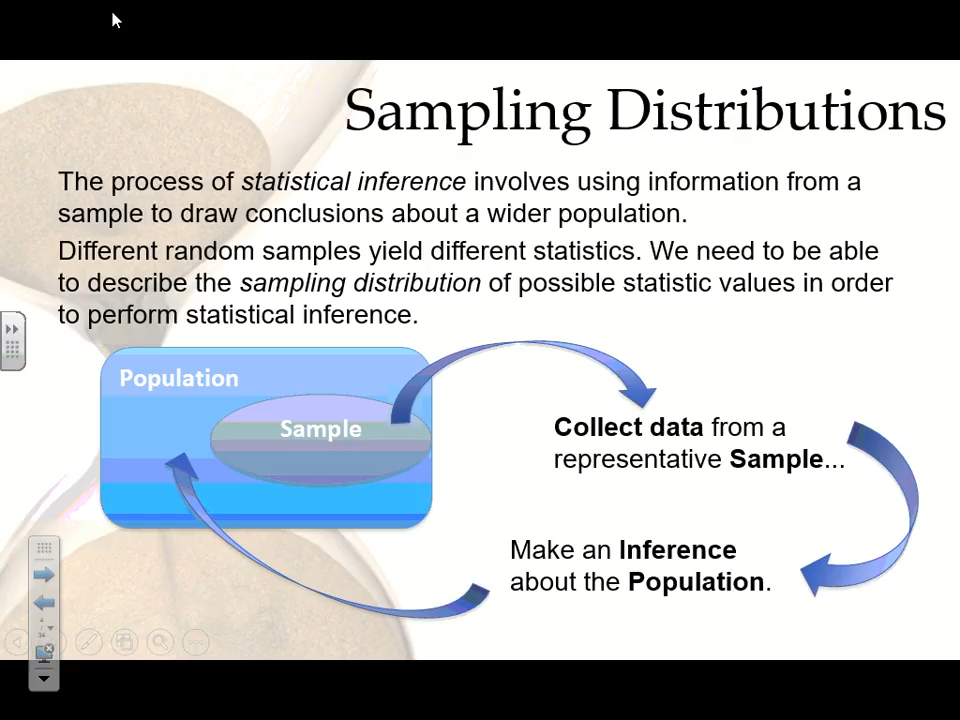 Sampling Distributions
The process of statistical inference involves using information from a
sample to draw conclusions about a wider population.
Different random samples yield different statistics. We need to be able
to describe the sampling distribution of possible statistic values in order
to perform statistical inference.
Population
Sample
Collect data from a
representative Sample...
Make an Inference
about the Population.
4
/
34